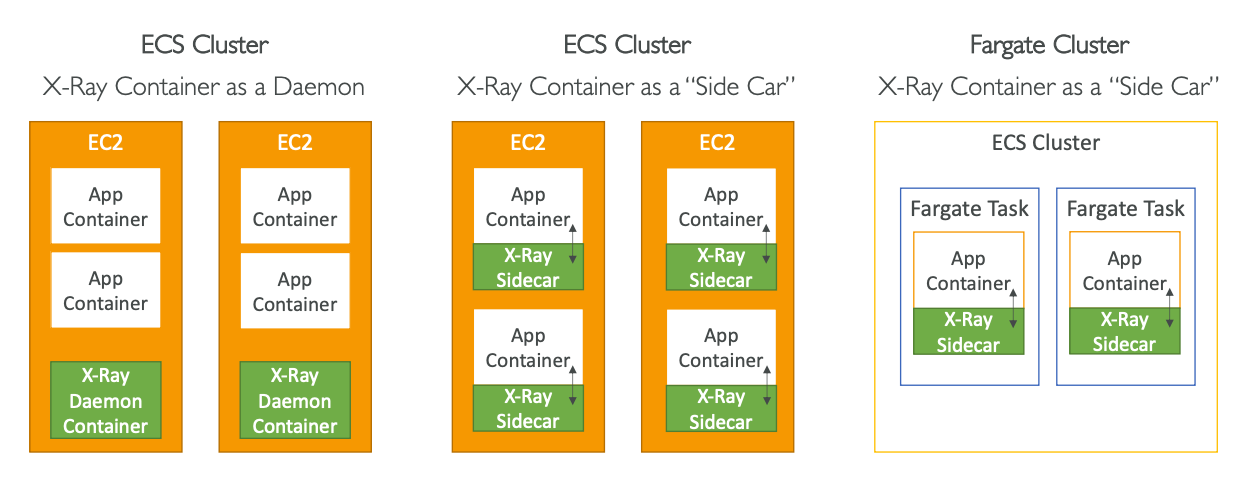 ECS Cluster
X-Ray Container as a Daemon
EC2
App
Container
App
Container
X-Ray
Daemon
Container
EC2
App
Container
App
Container
X-Ray
Daemon
Container
ECS Cluster
X-Ray Container as a “Side Car”
EC2
App
Container
X-Ray
Sidecar
App
Container
X-Ray
Sidecar
EC2
App
Container
X-Ray
Sidecar
App
Container
X-Ray
Sidecar
Fargate Cluster
X-Ray Container as a “Side Car”
ECS Cluster
Fargate Task
App
Container
X-Ray
Sidecar
Fargate Task
App
Container
X-Ray
Sidecar